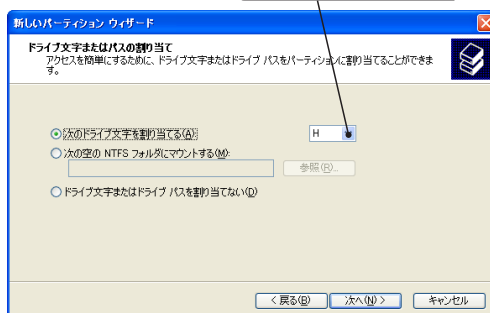 新しいパーティション ウィザード
ドライブ文字またはパスの割り当て
アクセスを簡単にするために、ドライブ文字またはドライブ パスをパーティションに割り当てることができま
す。
次のドライブ文字を割り当てる(A):
H
次の空の NTFS フォルダにマウントする(M):
参照(R)...
ドライブ文字またはドライブ パスを割り当てない(D)
< 戻る(B)
次へ(N) >
キャンセル